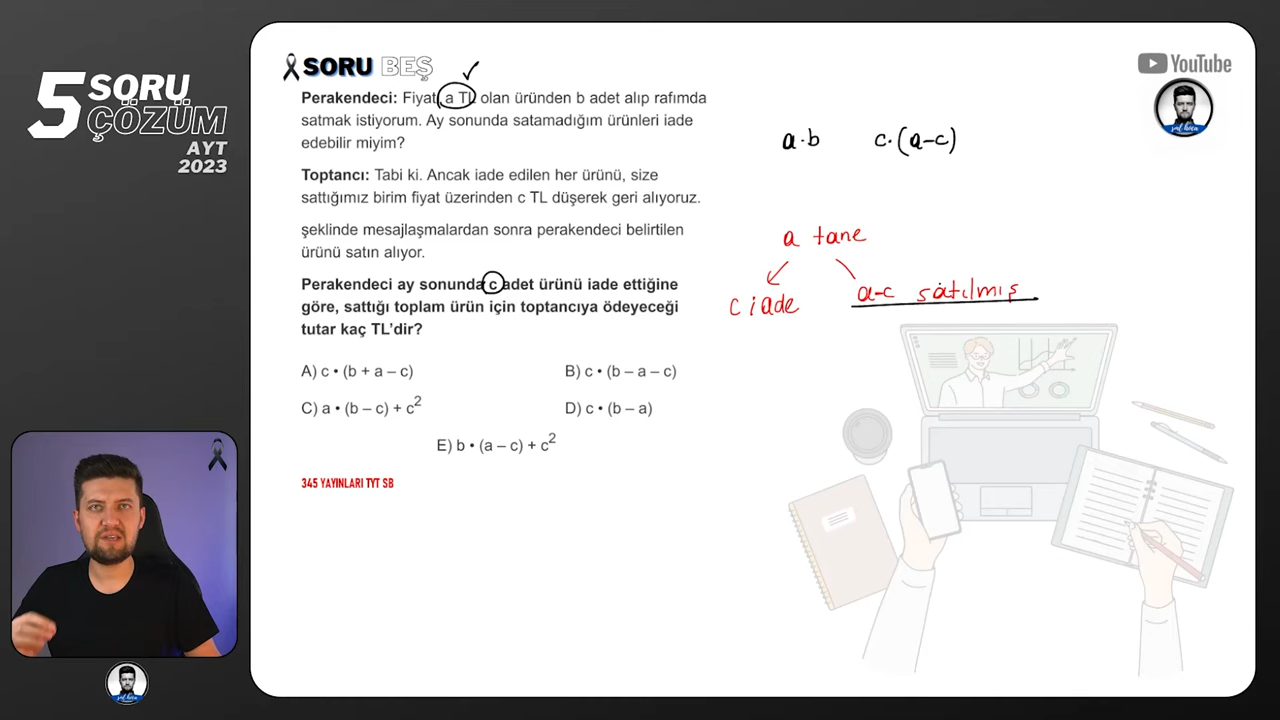 5 SORU
ÇÖZÜM
AYT
2023
SORU BEŞ
YouTube
Perakendeci: Fiyatı a TL olan üründen b adet alıp rafımda
satmak istiyorum. Ay sonunda satamadığım ürünleri iade
edebilir miyim?
Toptancı: Tabi ki. Ancak iade edilen her ürünü, size
sattığımız birim fiyat üzerinden c TL düşerek geri alıyoruz.
şeklinde mesajlaşmalardan sonra perakendeci belirtilen
ürünü satın alıyor.
Perakendeci ay sonunda c adet ürünü iade ettiğine
göre, sattığı toplam ürün için toptancıya ödeyeceği
tutar kaç TL'dir?
A) c • (b + a – c)
B) c • (b – a – c)
C) a • (b – c) + c²
D) c • (b – a)
E) b • (a – c) + c²
345 YAYINLARI TYT SB
a·b c·(a-c)
a tane
c iade
a-c satılmış